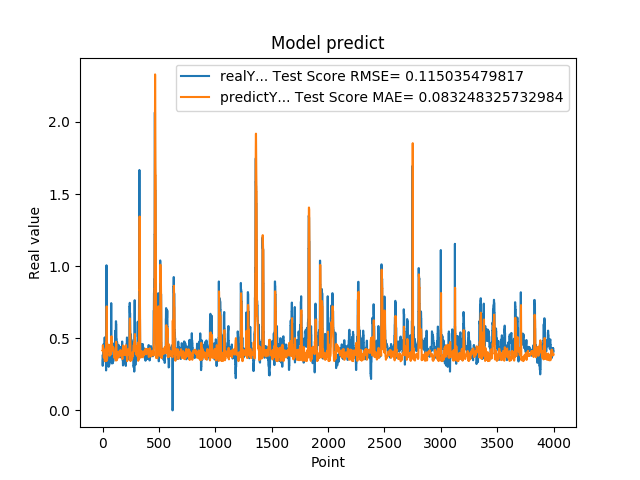 Model predict
realY... Test Score RMSE= 0.115035479817
predictY... Test Score MAE= 0.083248325732984
Real value
2.0
1.5
1.0
0.5
0.0
0 500 1000 1500 2000 2500 3000 3500 4000
Point